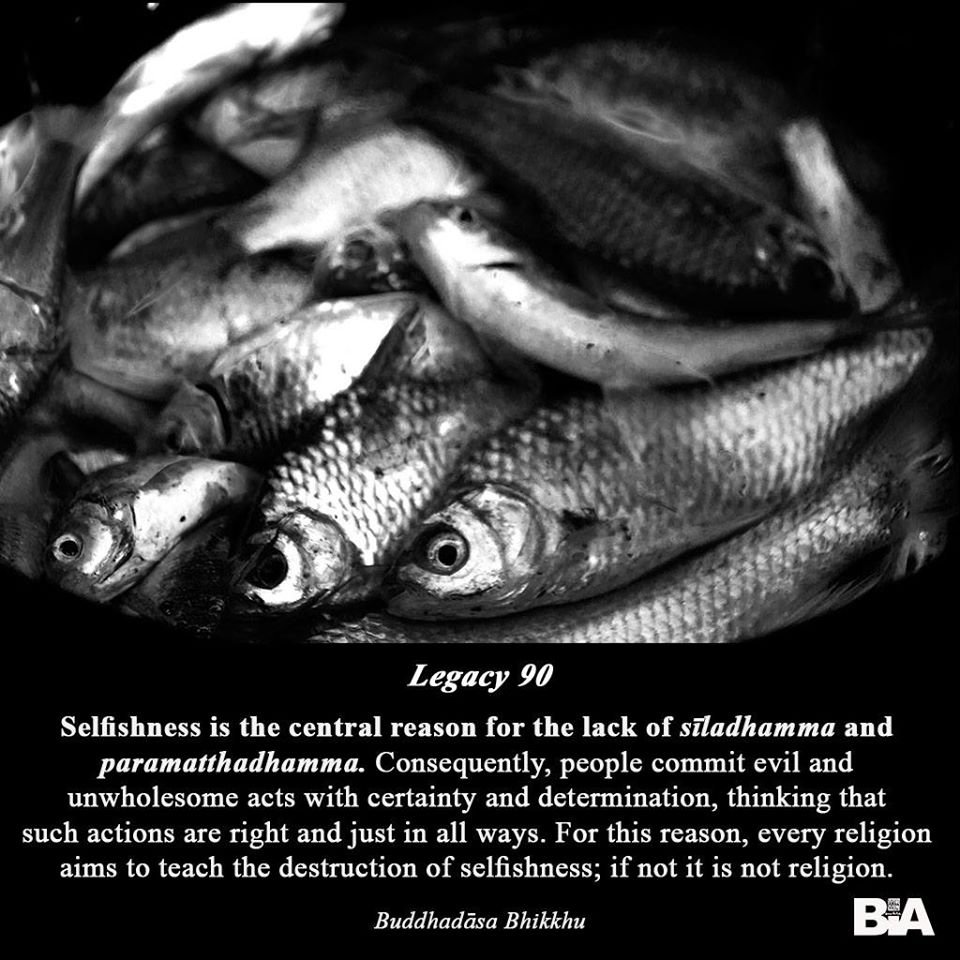 Legacy 90
Selfishness is the central reason for the lack of sīladhamma and
paramatthadhamma. Consequently, people commit evil and
unwholesome acts with certainty and determination, thinking that
such actions are right and just in all ways. For this reason, every religion
aims to teach the destruction of selfishness; if not it is not religion.
Buddhadāsa Bhikkhu
BIA